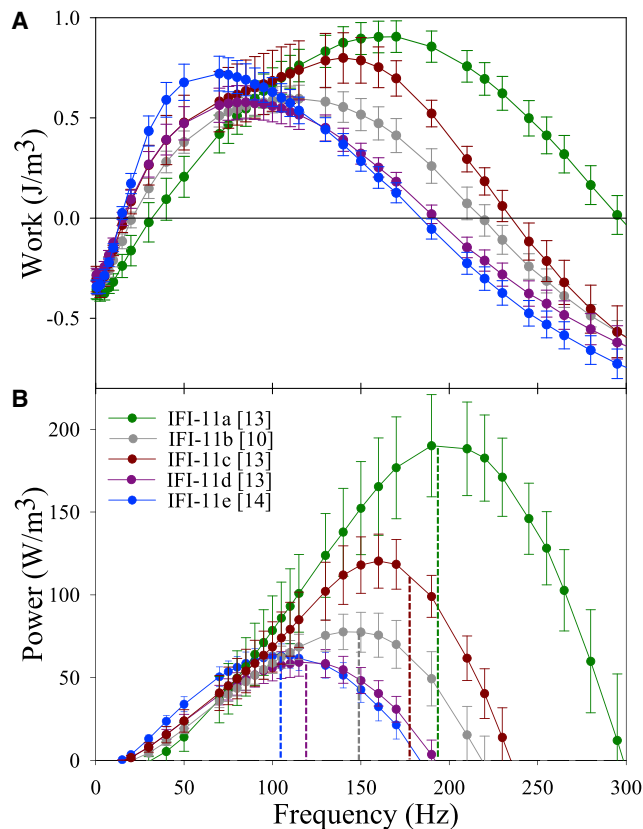 A
1.0
0.5
0.0
-0.5
Work (J/m³)
B
200
150
100
50
0
Power (W/m³)
IFI-11a [13]
IFI-11b [10]
IFI-11c [13]
IFI-11d [13]
IFI-11e [14]
0 50 100 150 200 250 300
Frequency (Hz)